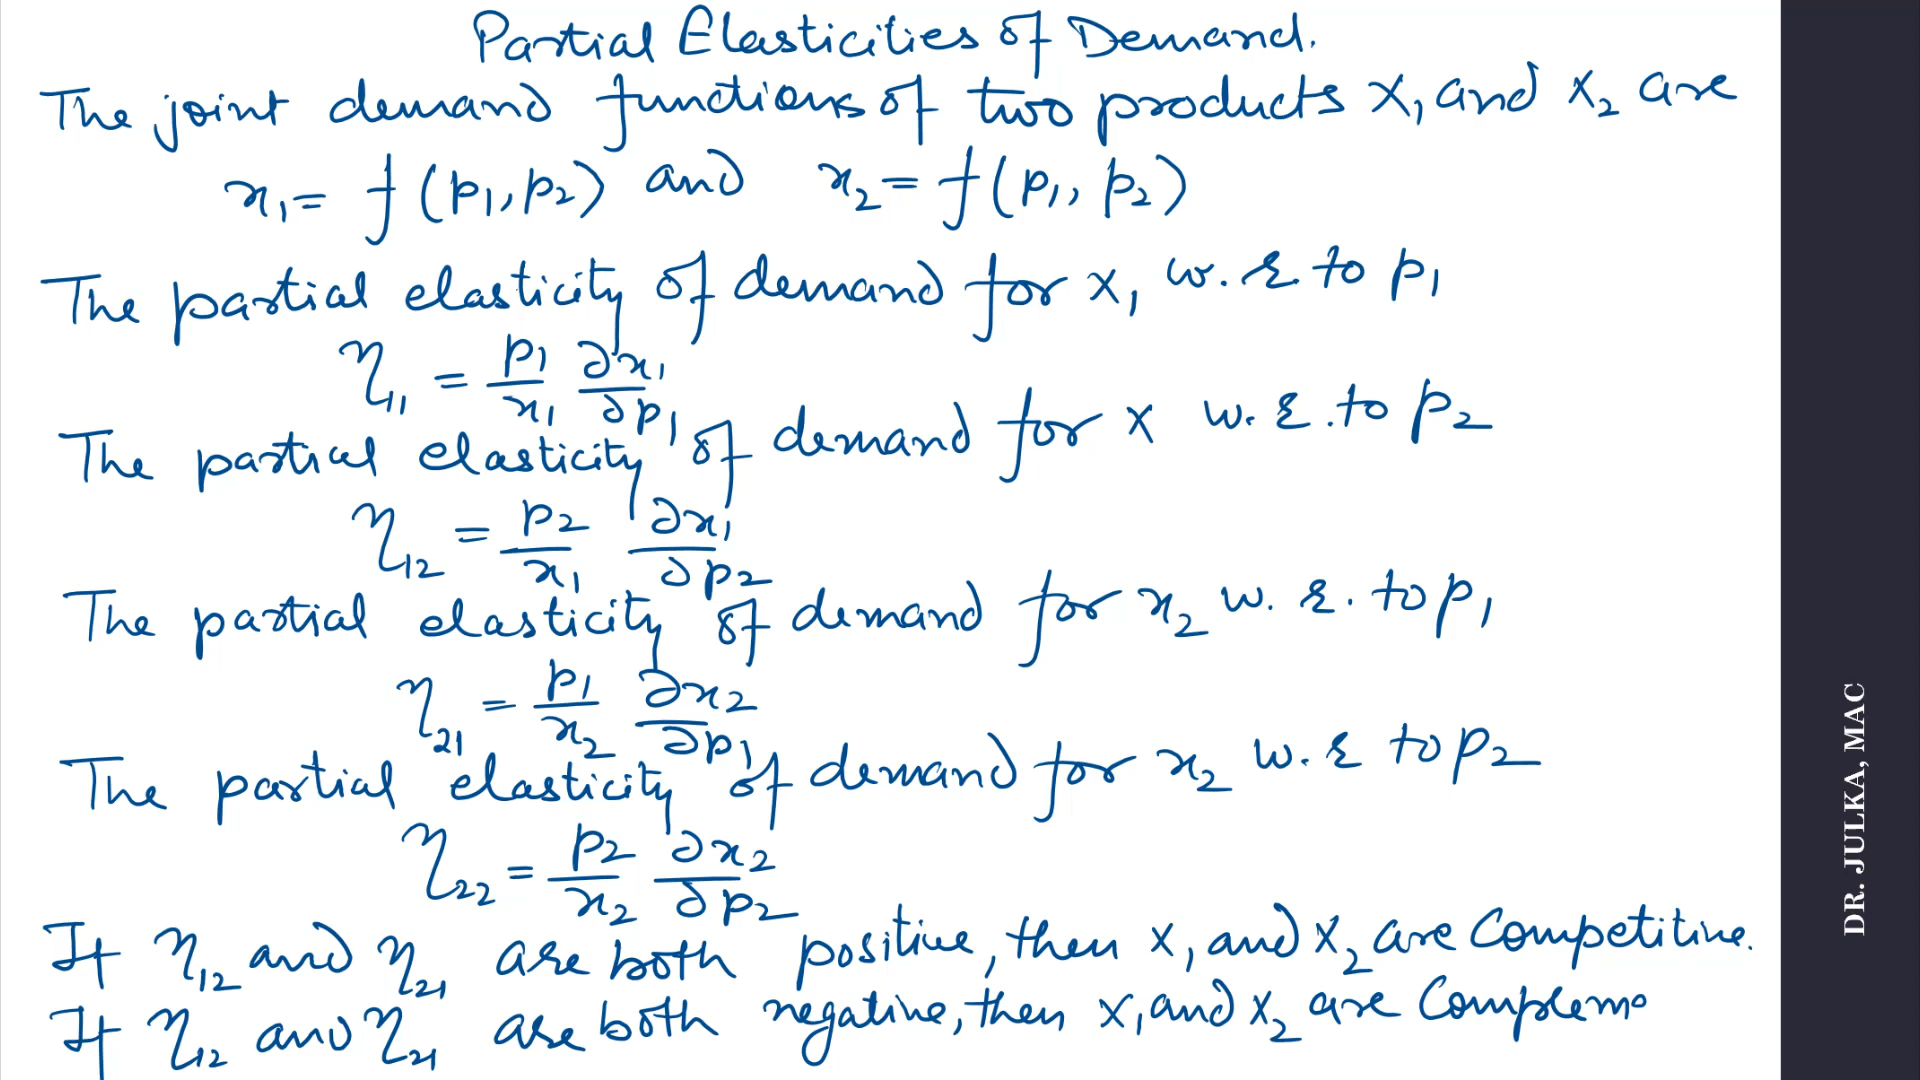 Partial Elasticities of Demand.
The joint demand functions of two products X₁ and X₂ are
x₁ = f(p₁, p₂) and x₂ = f(p₁, p₂)
The partial elasticity of demand for X₁ w.r. to p₁
η₁₁ = p₁/x₁ ∂x₁/∂p₁
The partial elasticity of demand for X w.r. to p₂
η₁₂ = p₂/x₁ ∂x₁/∂p₂
The partial elasticity of demand for x₂ w.r. to p₁
η₂₁ = p₁/x₂ ∂x₂/∂p₁
The partial elasticity of demand for x₂ w.r to p₂
η₂₂ = p₂/x₂ ∂x₂/∂p₂
If η₁₂ and η₂₁ are both positive, then X₁ and X₂ are Competitive.
If η₁₂ and η₂₁ are both negative, then X₁ and X₂ are Complem
DR. JULKA, MAC